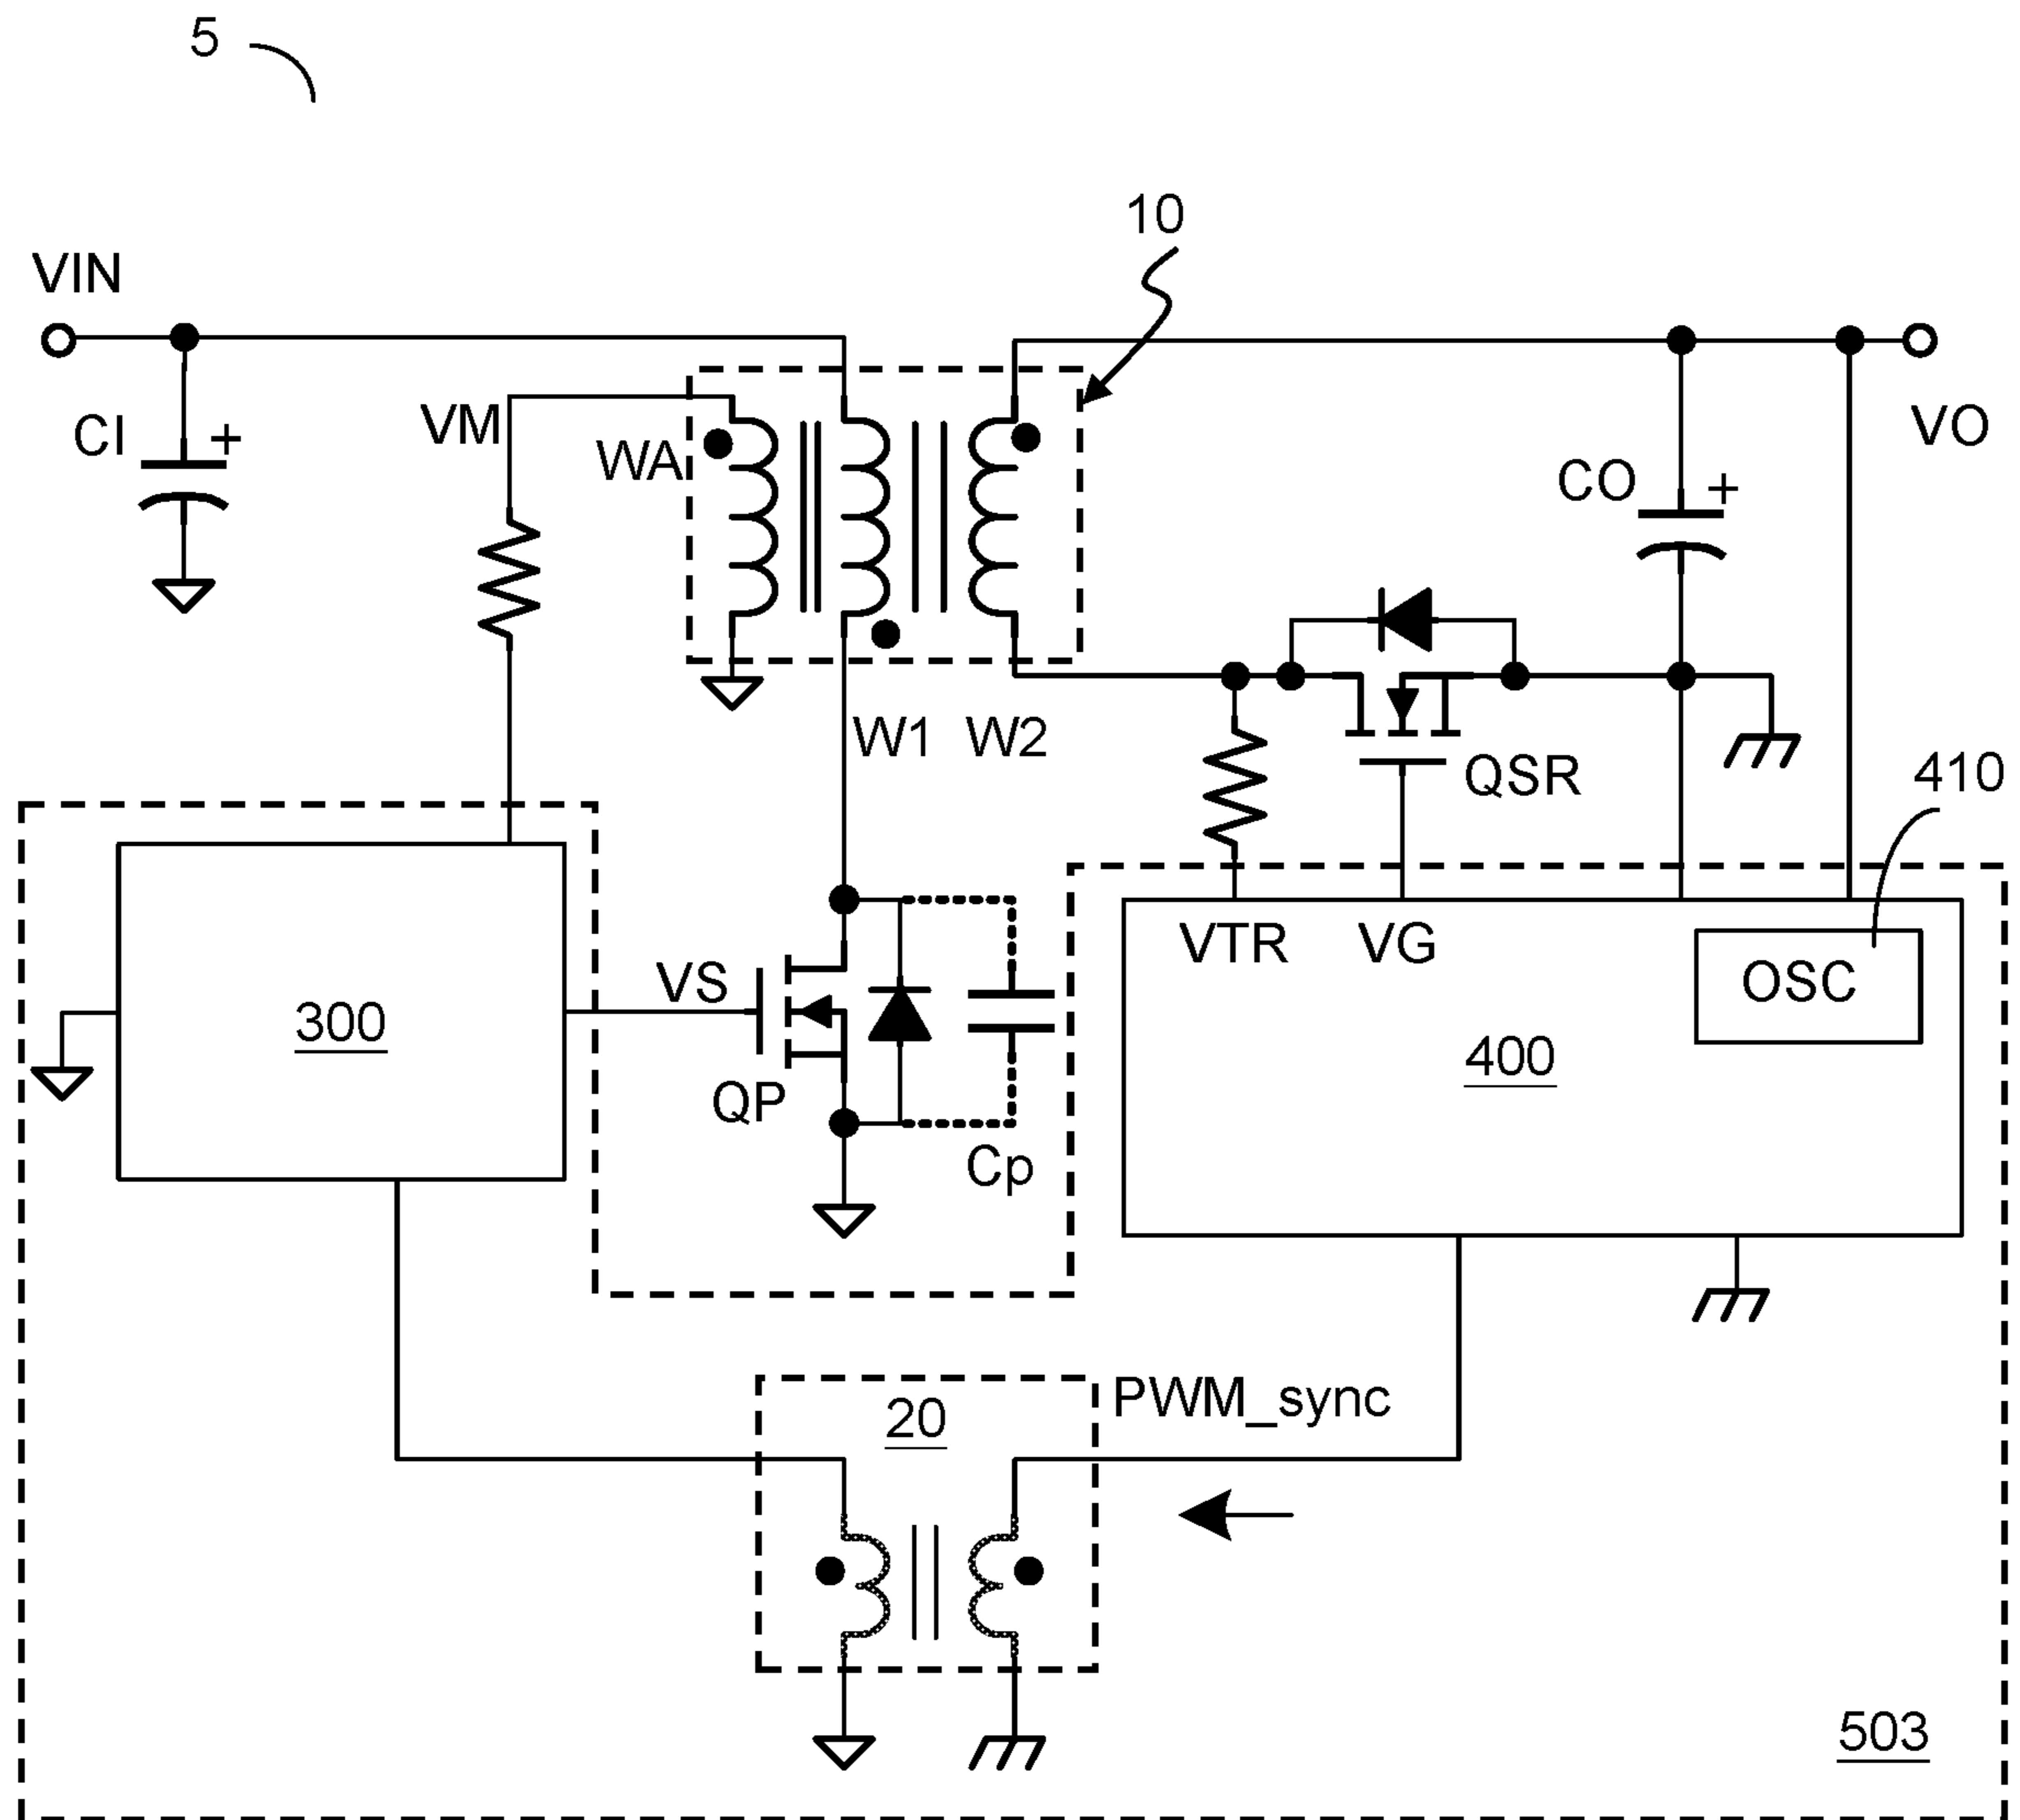 5
10
VIN
VM
CI
+
WA
VO
CO
+
W1
W2
QSR
410
VTR
VG
OSC
VS
300
400
QP
Cp
PWM_sync
20
503